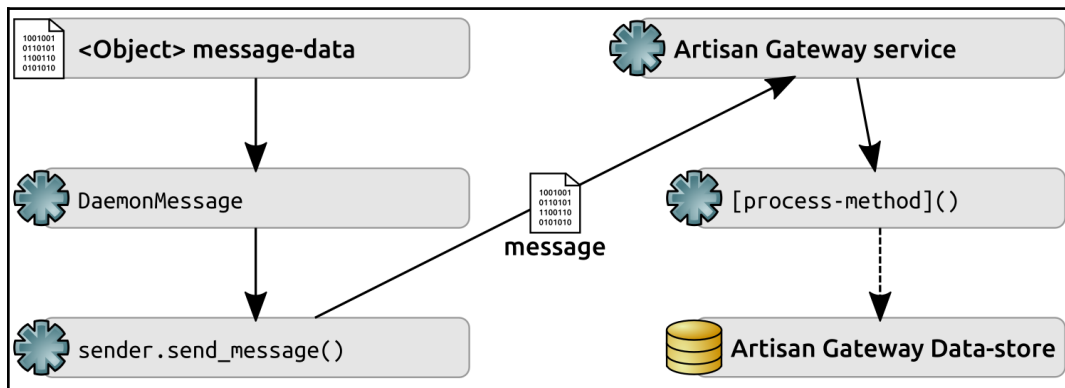 1001001
0110101
1100110
0101010
<Object> message-data
DaemonMessage
sender.send_message()
1001001
0110101
1100110
0101010
message
Artisan Gateway service
[process-method]()
Artisan Gateway Data-store